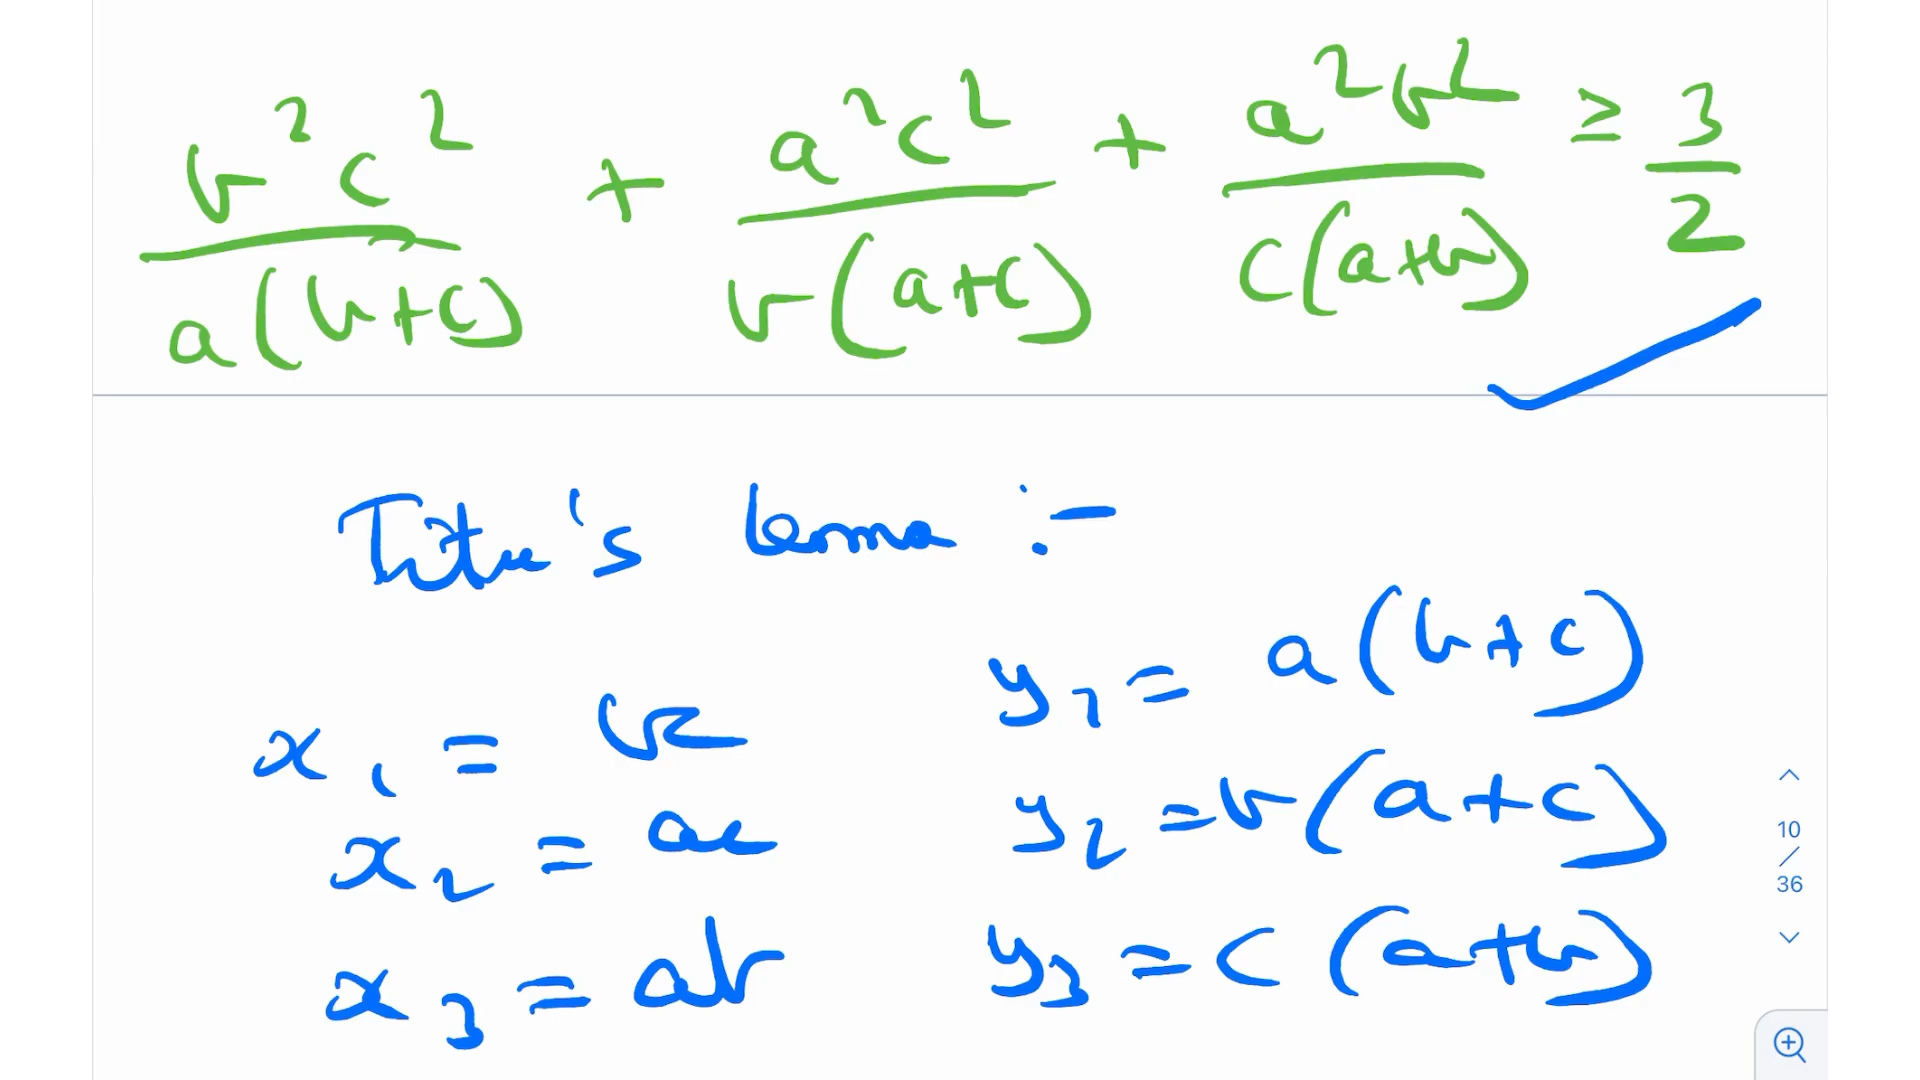 b²c² / a(b+c) + a²c² / b(a+c) + a²b² / c(a+b) ≥ 3/2
Titu's lemma :-
x₁ = bc y₁ = a(b+c)
x₂ = ac y₂ = b(a+c)
x₃ = ab y₃ = c(a+b)
10
/
36